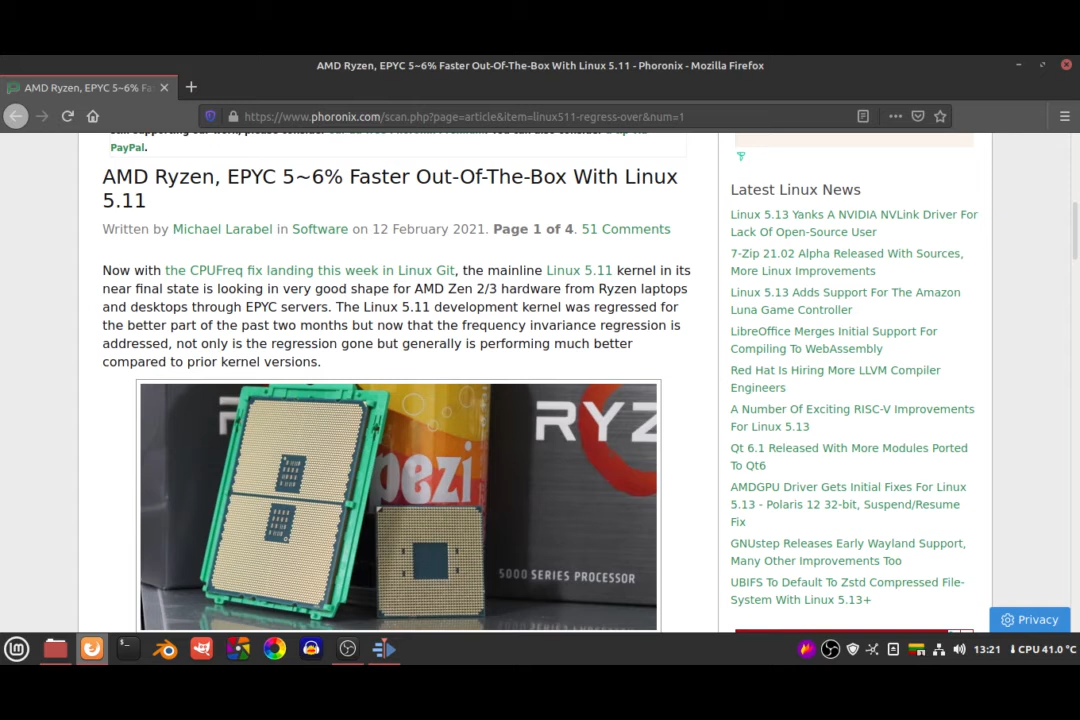 AMD Ryzen, EPYC 5~6% Faster Out-Of-The-Box With Linux 5.11 - Phoronix - Mozilla Firefox
AMD Ryzen, EPYC 5~6% Fa
https://www.phoronix.com/scan.php?page=article&item=linux511-regress-over&num=1
PayPal.
AMD Ryzen, EPYC 5~6% Faster Out-Of-The-Box With Linux
5.11
Written by Michael Larabel in Software on 12 February 2021. Page 1 of 4. 51 Comments
Now with the CPUFreq fix landing this week in Linux Git, the mainline Linux 5.11 kernel in its
near final state is looking in very good shape for AMD Zen 2/3 hardware from Ryzen laptops
and desktops through EPYC servers. The Linux 5.11 development kernel was regressed for
the better part of the past two months but now that the frequency invariance regression is
addressed, not only is the regression gone but generally is performing much better
compared to prior kernel versions.
RYZ
pezi
5000 SERIES PROCESSOR
Latest Linux News
Linux 5.13 Yanks A NVIDIA NVLink Driver For
Lack Of Open-Source User
7-Zip 21.02 Alpha Released With Sources,
More Linux Improvements
Linux 5.13 Adds Support For The Amazon
Luna Game Controller
LibreOffice Merges Initial Support For
Compiling To WebAssembly
Red Hat Is Hiring More LLVM Compiler
Engineers
A Number Of Exciting RISC-V Improvements
For Linux 5.13
Qt 6.1 Released With More Modules Ported
To Qt6
AMDGPU Driver Gets Initial Fixes For Linux
5.13 - Polaris 12 32-bit, Suspend/Resume
Fix
GNUstep Releases Early Wayland Support,
Many Other Improvements Too
UBIFS To Default To Zstd Compressed File-
System With Linux 5.13+
Privacy
13:21
CPU 41.0 °C